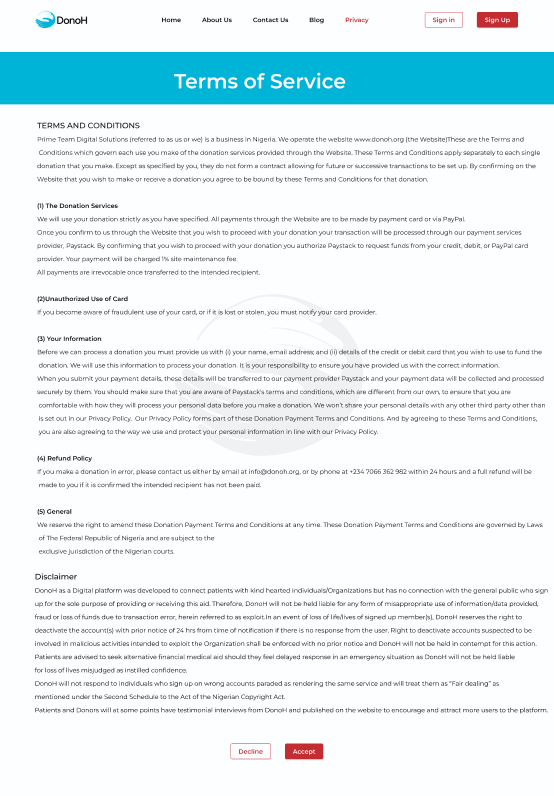 DonoH
Home About Us Contact Us Blog Privacy Sign in Sign Up
Terms of Service
TERMS AND CONDITIONS
Prime Team Digital Solutions (referred to as us or we) is a business in Nigeria. We operate the website www.donoh.org (the Website)These are the Terms and
Conditions which govern each use you make of the donation services provided through the Website. These Terms and Conditions apply separately to each single
donation that you make. Except as specified by you, they do not form a contract allowing for future or successive transactions to be set up. By confirming on the
Website that you wish to make or receive a donation you agree to be bound by these Terms and Conditions for that donation.
(1) The Donation Services
We will use your donation strictly as you have specified. All payments through the Website are to be made by payment card or via PayPal.
Once you confirm to us through the Website that you wish to proceed with your donation your transaction will be processed through our payment services
provider, Paystack. By confirming that you wish to proceed with your donation you authorize Paystack to request funds from your credit, debit, or PayPal card
provider. Your payment will be charged 1% site maintenance fee.
All payments are irrevocable once transferred to the intended recipient.
(2)Unauthorized Use of Card
If you become aware of fraudulent use of your card, or if it is lost or stolen, you must notify your card provider.
(3) Your Information
Before we can process a donation you must provide us with (i) your name, email address; and (ii) details of the credit or debit card that you wish to use to fund the
donation. We will use this information to process your donation. It is your responsibility to ensure you have provided us with the correct information.
When you submit your payment details, these details will be transferred to our payment provider Paystack and your payment data will be collected and processed
securely by them. You should make sure that you are aware of Paystack's terms and conditions, which are different from our own, to ensure that you are
comfortable with how they will process your personal data before you make a donation. We won't share your personal details with any other third party other than
is set out in our Privacy Policy. Our Privacy Policy forms part of these Donation Payment Terms and Conditions. And by agreeing to these Terms and Conditions,
you are also agreeing to the way we use and protect your personal information in line with our Privacy Policy.
(4) Refund Policy
If you make a donation in error, please contact us either by email at info@donoh.org, or by phone at +234 7066 362 982 within 24 hours and a full refund will be
made to you if it is confirmed the intended recipient has not been paid.
(5) General
We reserve the right to amend these Donation Payment Terms and Conditions at any time. These Donation Payment Terms and Conditions are governed by Laws
of The Federal Republic of Nigeria and are subject to the
exclusive jurisdiction of the Nigerian courts.
Disclaimer
DonoH as a Digital platform was developed to connect patients with kind hearted individuals/Organizations but has no connection with the general public who sign
up for the sole purpose of providing or receiving this aid. Therefore, DonoH will not be held liable for any form of misappropriate use of information/data provided,
fraud or loss of funds due to transaction error, herein referred to as exploit.In an event of loss of life/lives of signed up member(s), DonoH reserves the right to
deactivate the account(s) with prior notice of 24 hrs from time of notification if there is no response from the user. Right to deactivate accounts suspected to be
involved in malicious activities intended to exploit the Organization shall be enforced with no prior notice and DonoH will not be held in contempt for this action.
Patients are advised to seek alternative financial medical aid should they feel delayed response in an emergency situation as DonoH will not be held liable
for loss of lives misjudged as instilled confidence.
DonoH will not respond to individuals who sign up on wrong accounts paraded as rendering the same service and will treat them as “Fair dealing” as
mentioned under the Second Schedule to the Act of the Nigerian Copyright Act.
Patients and Donors will at some points have testimonial interviews from DonoH and published on the website to encourage and attract more users to the platform.
Decline Accept